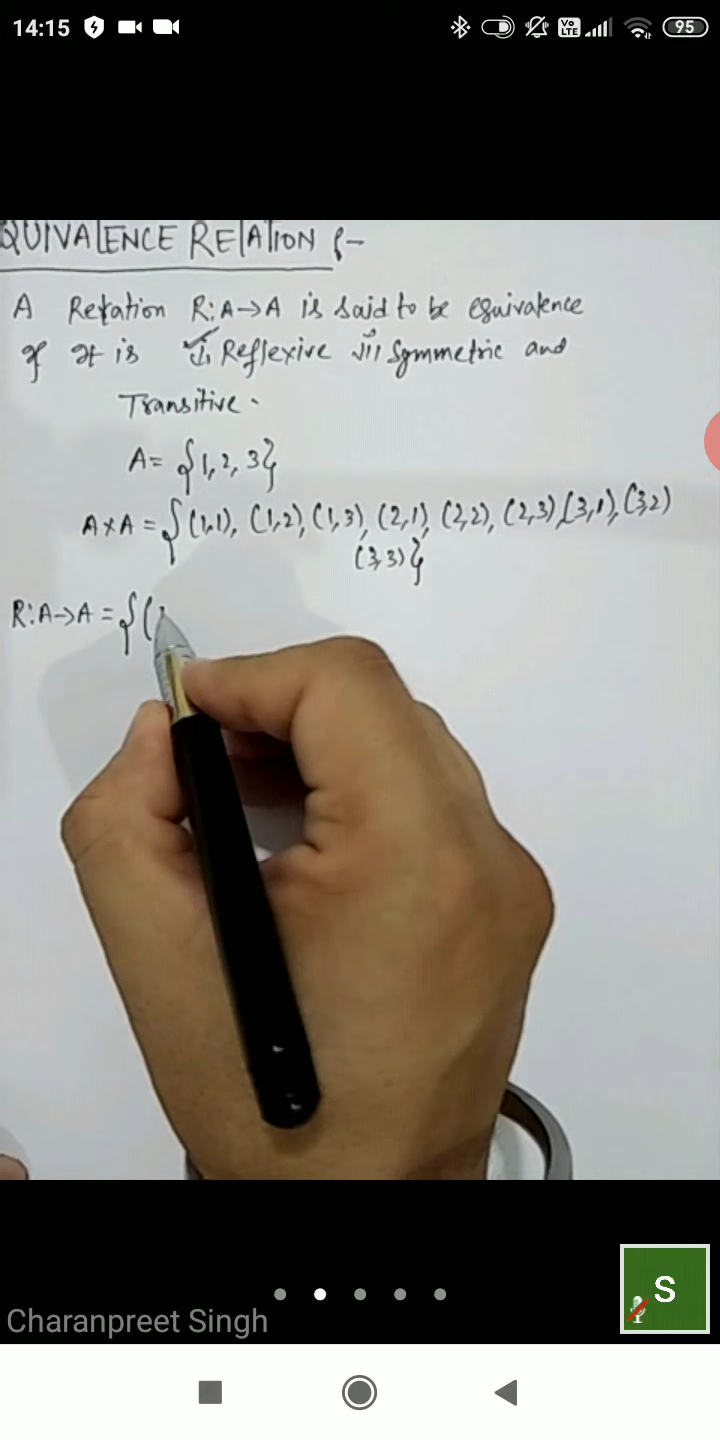 14:15 Vo LTE 95
QUIVALENCE RELATION :-
A Relation R:A→A is said to be equivalence
if It is i) Reflexive ii) Symmetric and
Transitive.
A= {1, 2, 3}
A×A = {(1,1), (1,2), (1,3), (2,1), (2,2), (2,3), (3,1), (3,2)
(3,3)}
R:A→A = {(
Charanpreet Singh
S